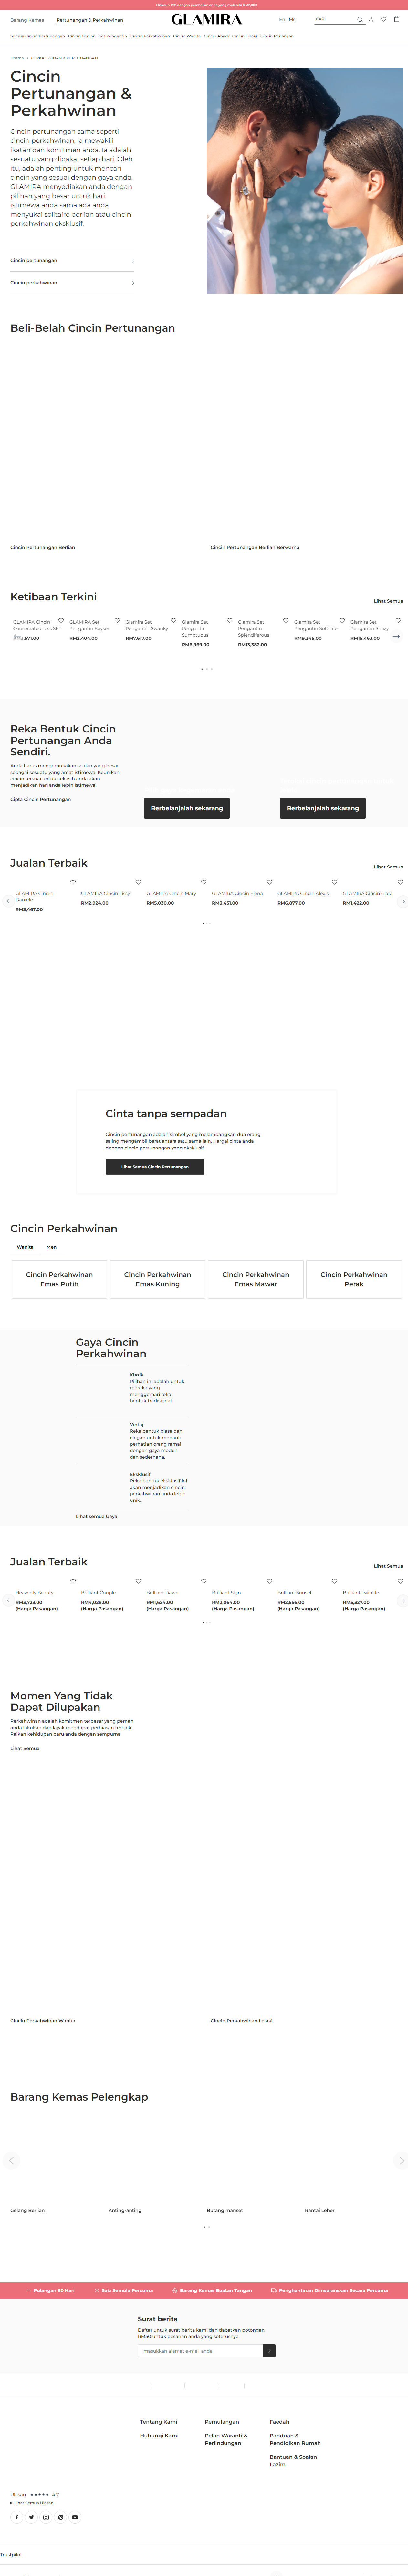 Barang Kemas
Pertunangan & Perkahwinan
GLAMIRA
En
Ms
CARI
Semua Cincin Pertunangan
Cincin Berlian
Set Pengantin
Cincin Perkahwinan
Cincin Wanita
Cincin Abadi
Cincin Lelaki
Cincin Perjanjian
Utama > PERKAHWINAN & PERTUNANGAN
Cincin
Pertunangan &
Perkahwinan
Cincin pertunangan sama seperti
cincin perkahwinan, ia mewakili
ikatan dan komitmen anda. Ia adalah
sesuatu yang dipakai setiap hari. Oleh
itu, adalah penting untuk mencari
cincin yang sesuai dengan gaya anda.
GLAMIRA menyediakan anda dengan
pilihan yang besar untuk hari
istimewa anda sama ada anda
menyukai solitaire berlian atau cincin
perkahwinan eksklusif.
Cincin pertunangan
Cincin perkahwinan
Beli-Belah Cincin Pertunangan
Cincin Pertunangan Berlian
Cincin Pertunangan Berlian Berwarna
Ketibaan Terkini
Lihat Semua
GLAMIRA Cincin
Consecratedness SET
GLAMIRA Set
Pengantin Keyser
RM2,404.00
Glamira Set
Pengantin Swanky
RM7,617.00
Glamira Set
Pengantin
Sumptuous
RM6,969.00
Glamira Set
Pengantin
Splendiferous
RM13,382.00
Glamira Set
Pengantin Soft Life
RM9,345.00
Glamira Set
Pengantin Snazy
RM15,463.00
Reka Bentuk Cincin
Pertunangan Anda
Sendiri.
Anda harus mengemukakan soalan yang besar
sebagai sesuatu yang amat istimewa. Keunikan
cincin tersuai untuk kekasih anda akan
menjadikan hari anda lebih istimewa.
Cipta Cincin Pertunangan
Berbelanjalah sekarang
Berbelanjalah sekarang
Jualan Terbaik
Lihat Semua
GLAMIRA Cincin
Daniele
RM3,467.00
GLAMIRA Cincin Lissy
RM2,924.00
GLAMIRA Cincin Mary
RM5,030.00
GLAMIRA Cincin Elena
RM3,451.00
GLAMIRA Cincin Alexis
RM6,877.00
GLAMIRA Cincin Clara
RM1,422.00
Cinta tanpa sempadan
Cincin pertunangan adalah simbol yang melambangkan dua orang
saling mengambil berat antara satu sama lain. Hargai cinta anda
dengan cincin pertunangan yang eksklusif.
Lihat Semua Cincin Pertunangan
Cincin Perkahwinan
Wanita
Men
Cincin Perkahwinan
Emas Putih
Cincin Perkahwinan
Emas Kuning
Cincin Perkahwinan
Emas Mawar
Cincin Perkahwinan
Perak
Gaya Cincin
Perkahwinan
Klasik
Pilihan ini adalah untuk
mereka yang
menggemari reka
bentuk tradisional.
Vintaj
Reka bentuk biasa dan
elegan untuk menarik
perhatian orang ramai
dengan gaya moden
dan sederhana.
Eksklusif
Reka bentuk eksklusif ini
akan menjadikan cincin
perkahwinan anda lebih
unik.
Lihat semua Gaya
Jualan Terbaik
Lihat Semua
Heavenly Beauty
RM3,723.00
(Harga Pasangan)
Brilliant Couple
RM4,028.00
(Harga Pasangan)
Brilliant Dawn
RM1,624.00
(Harga Pasangan)
Brilliant Sign
RM2,064.00
(Harga Pasangan)
Brilliant Sunset
RM2,556.00
(Harga Pasangan)
Brilliant Twinkle
RM5,327.00
(Harga Pasangan)
Momen Yang Tidak
Dapat Dilupakan
Perkahwinan adalah komitmen terbesar yang pernah
anda lakukan dan layak mendapat perhiasan terbaik.
Raikan kehidupan baru anda dengan sempurna.
Lihat Semua
Cincin Perkahwinan Wanita
Cincin Perkahwinan Lelaki
Barang Kemas Pelengkap
Gelang Berlian
Anting-anting
Butang manset
Rantai Leher
Pulangan 60 Hari
Saiz Semula Percuma
Barang Kemas Buatan Tangan
Penghantaran Diinsuranskan Secara Percuma
Surat berita
Daftar untuk surat berita kami dan dapatkan potongan
RM50 untuk pesanan anda yang seterusnya.
masukkan alamat e-mel anda
Tentang Kami
Hubungi Kami
Pemulangan
Pelan Waranti &
Perlindungan
Faedah
Panduan &
Pendidikan Rumah
Bantuan & Soalan
Lazim
Ulasan
4.7
Lihat Semua Ulasan
Trustpilot